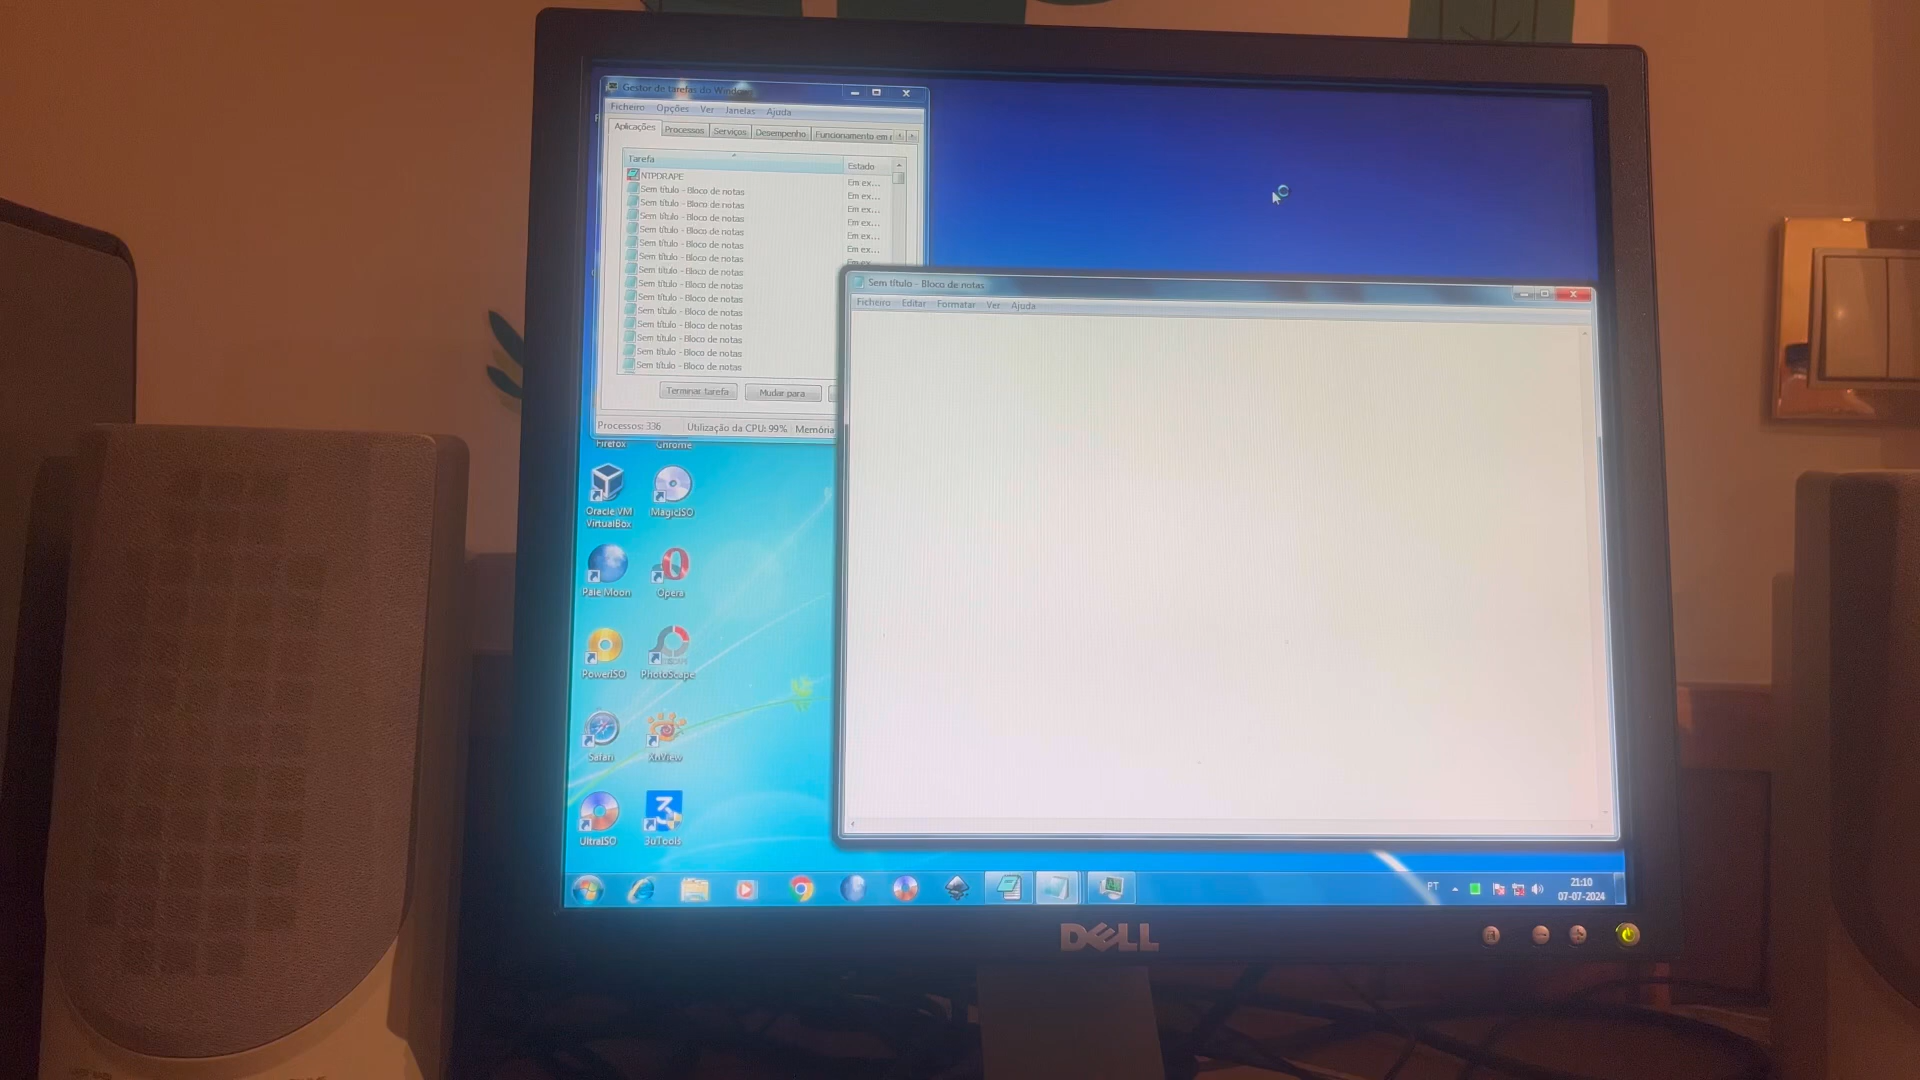 Gestor de tarefas do Windows
Ficheiro Opções Ver Janelas Ajuda
Aplicações Processos Serviços Desempenho Funcionamento em r
Tarefa Estado
NTPDRAPE Em ex...
Sem título - Bloco de notas Em ex...
Sem título - Bloco de notas Em ex...
Sem título - Bloco de notas Em ex...
Sem título - Bloco de notas Em ex...
Sem título - Bloco de notas Em ex...
Sem título - Bloco de notas Em ex...
Sem título - Bloco de notas
Sem título - Bloco de notas
Sem título - Bloco de notas
Sem título - Bloco de notas
Sem título - Bloco de notas
Sem título - Bloco de notas
Sem título - Bloco de notas
Sem título - Bloco de notas
Terminar tarefa Mudar para
Processos: 336 Utilização da CPU: 99% Memória
Sem título - Bloco de notas
Ficheiro Editar Formatar Ver Ajuda
Firefox Chrome
Oracle VM
VirtualBox
MagicISO
Pale Moon Opera
PowerISO PhotoScape
Safari XnView
UltraISO 3uTools
PT
21:10
07-07-2024
DELL